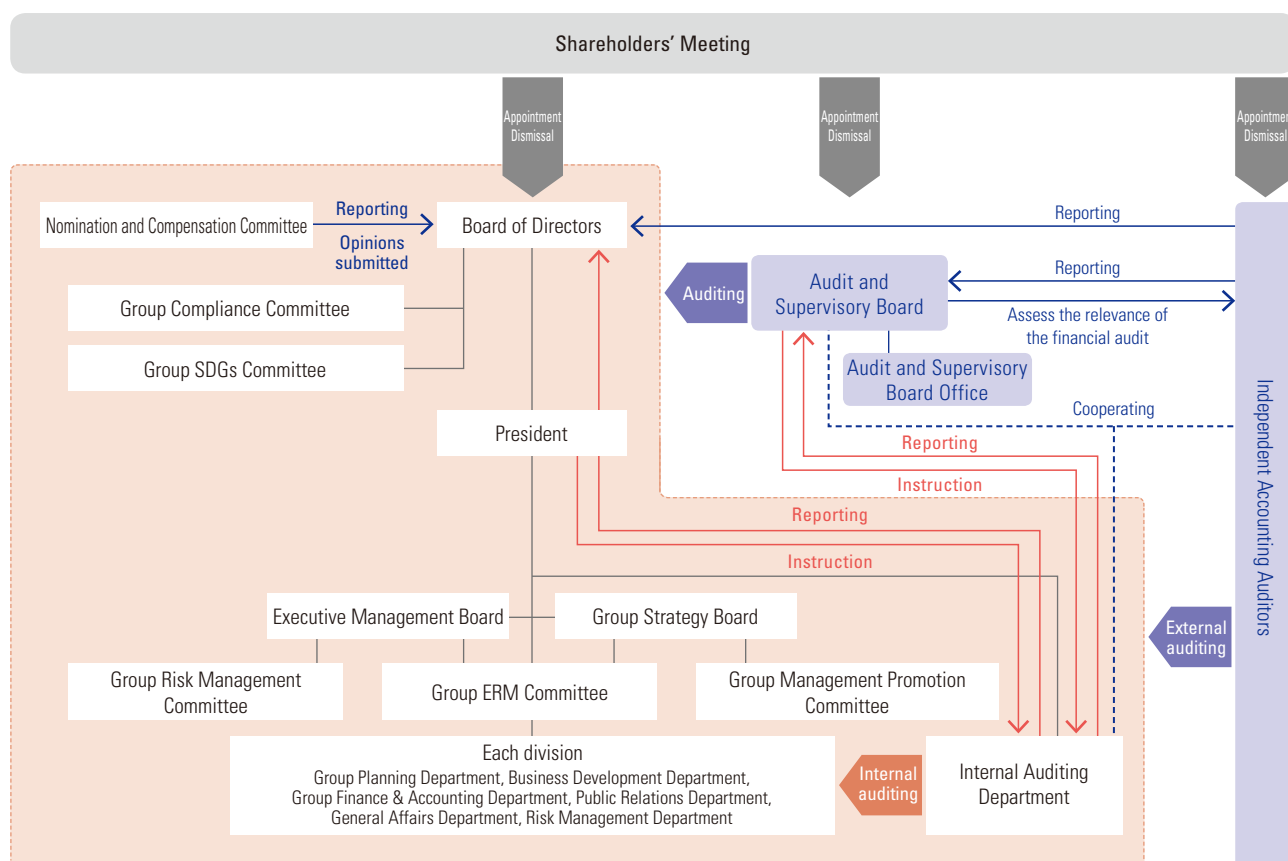 Shareholders’ Meeting
Appointment
Dismissal
Appointment
Dismissal
Appointment
Dismissal
Nomination and Compensation Committee
Reporting
Opinions
submitted
Board of Directors
Reporting
Group Compliance Committee
Group SDGs Committee
Auditing
Audit and
Supervisory Board
Reporting
Assess the relevance of
the financial audit
Audit and Supervisory
Board Office
Cooperating
Independent Accounting Auditors
President
Reporting
Instruction
Reporting
Instruction
Executive Management Board
Group Strategy Board
External
auditing
Group Risk Management
Committee
Group ERM Committee
Group Management Promotion
Committee
Each division
Group Planning Department, Business Development Department,
Group Finance & Accounting Department, Public Relations Department,
General Affairs Department, Risk Management Department
Internal
auditing
Internal Auditing
Department